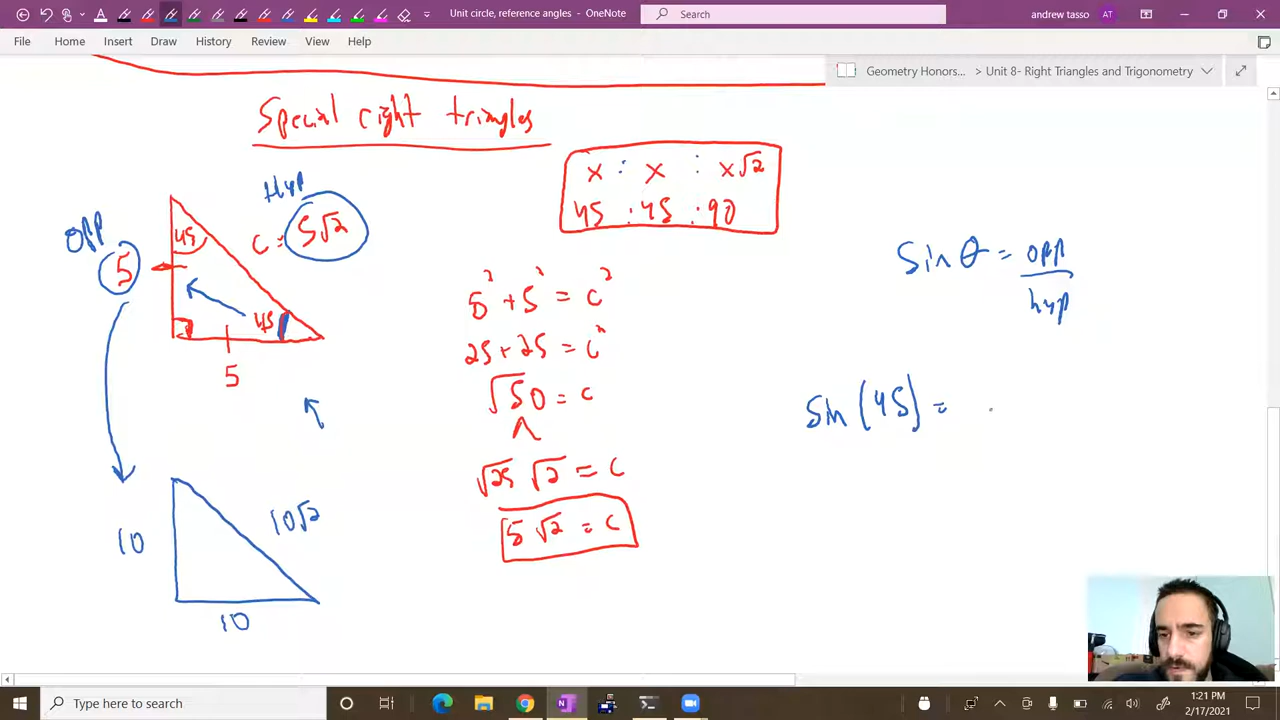 Unit circle, reference angles - OneNote
Search
andrew tasso
AT
File Home Insert Draw History Review View Help
Geometry Honors... > Unit 8- Right Triangles and Trigonometry
Special right triangles
x : x : x√2
45 : 45 : 90
Hyp
opp
5
45
c = 5√2
45
5
5² + 5² = c²
25 + 25 = c²
√50 = c
√25 √2 = c
5√2 = c
sin θ = opp
hyp
sin(45) =
10
10√2
10
Type here to search
1:21 PM
2/17/2021